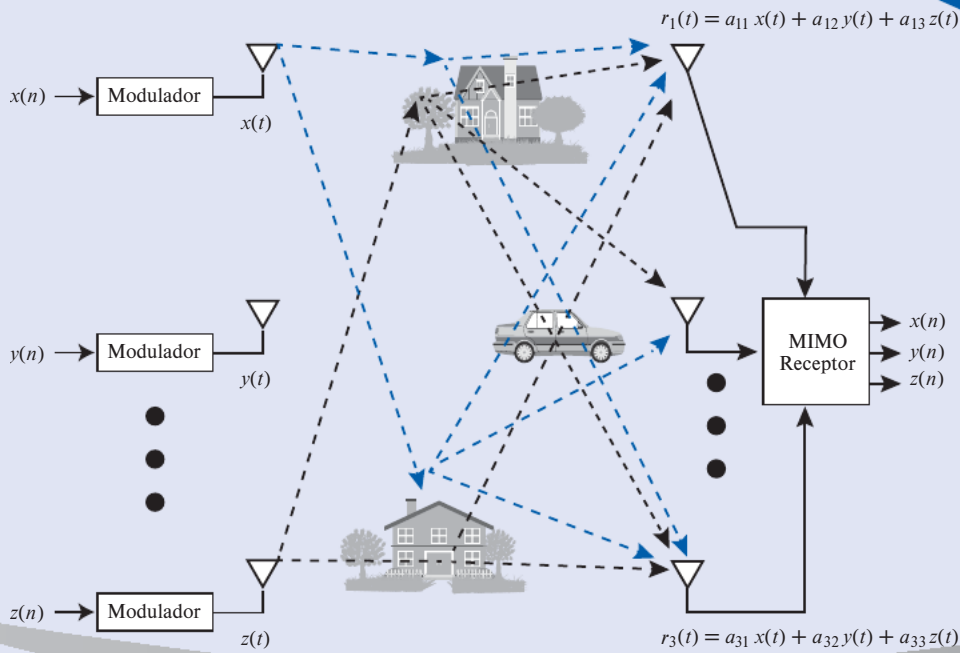 r₁(t) = a₁₁ x(t) + a₁₂ y(t) + a₁₃ z(t)
x(n)
Modulador
x(t)
y(n)
Modulador
y(t)
MIMO
Receptor
x(n)
y(n)
z(n)
z(n)
Modulador
z(t)
r₃(t) = a₃₁ x(t) + a₃₂ y(t) + a₃₃ z(t)